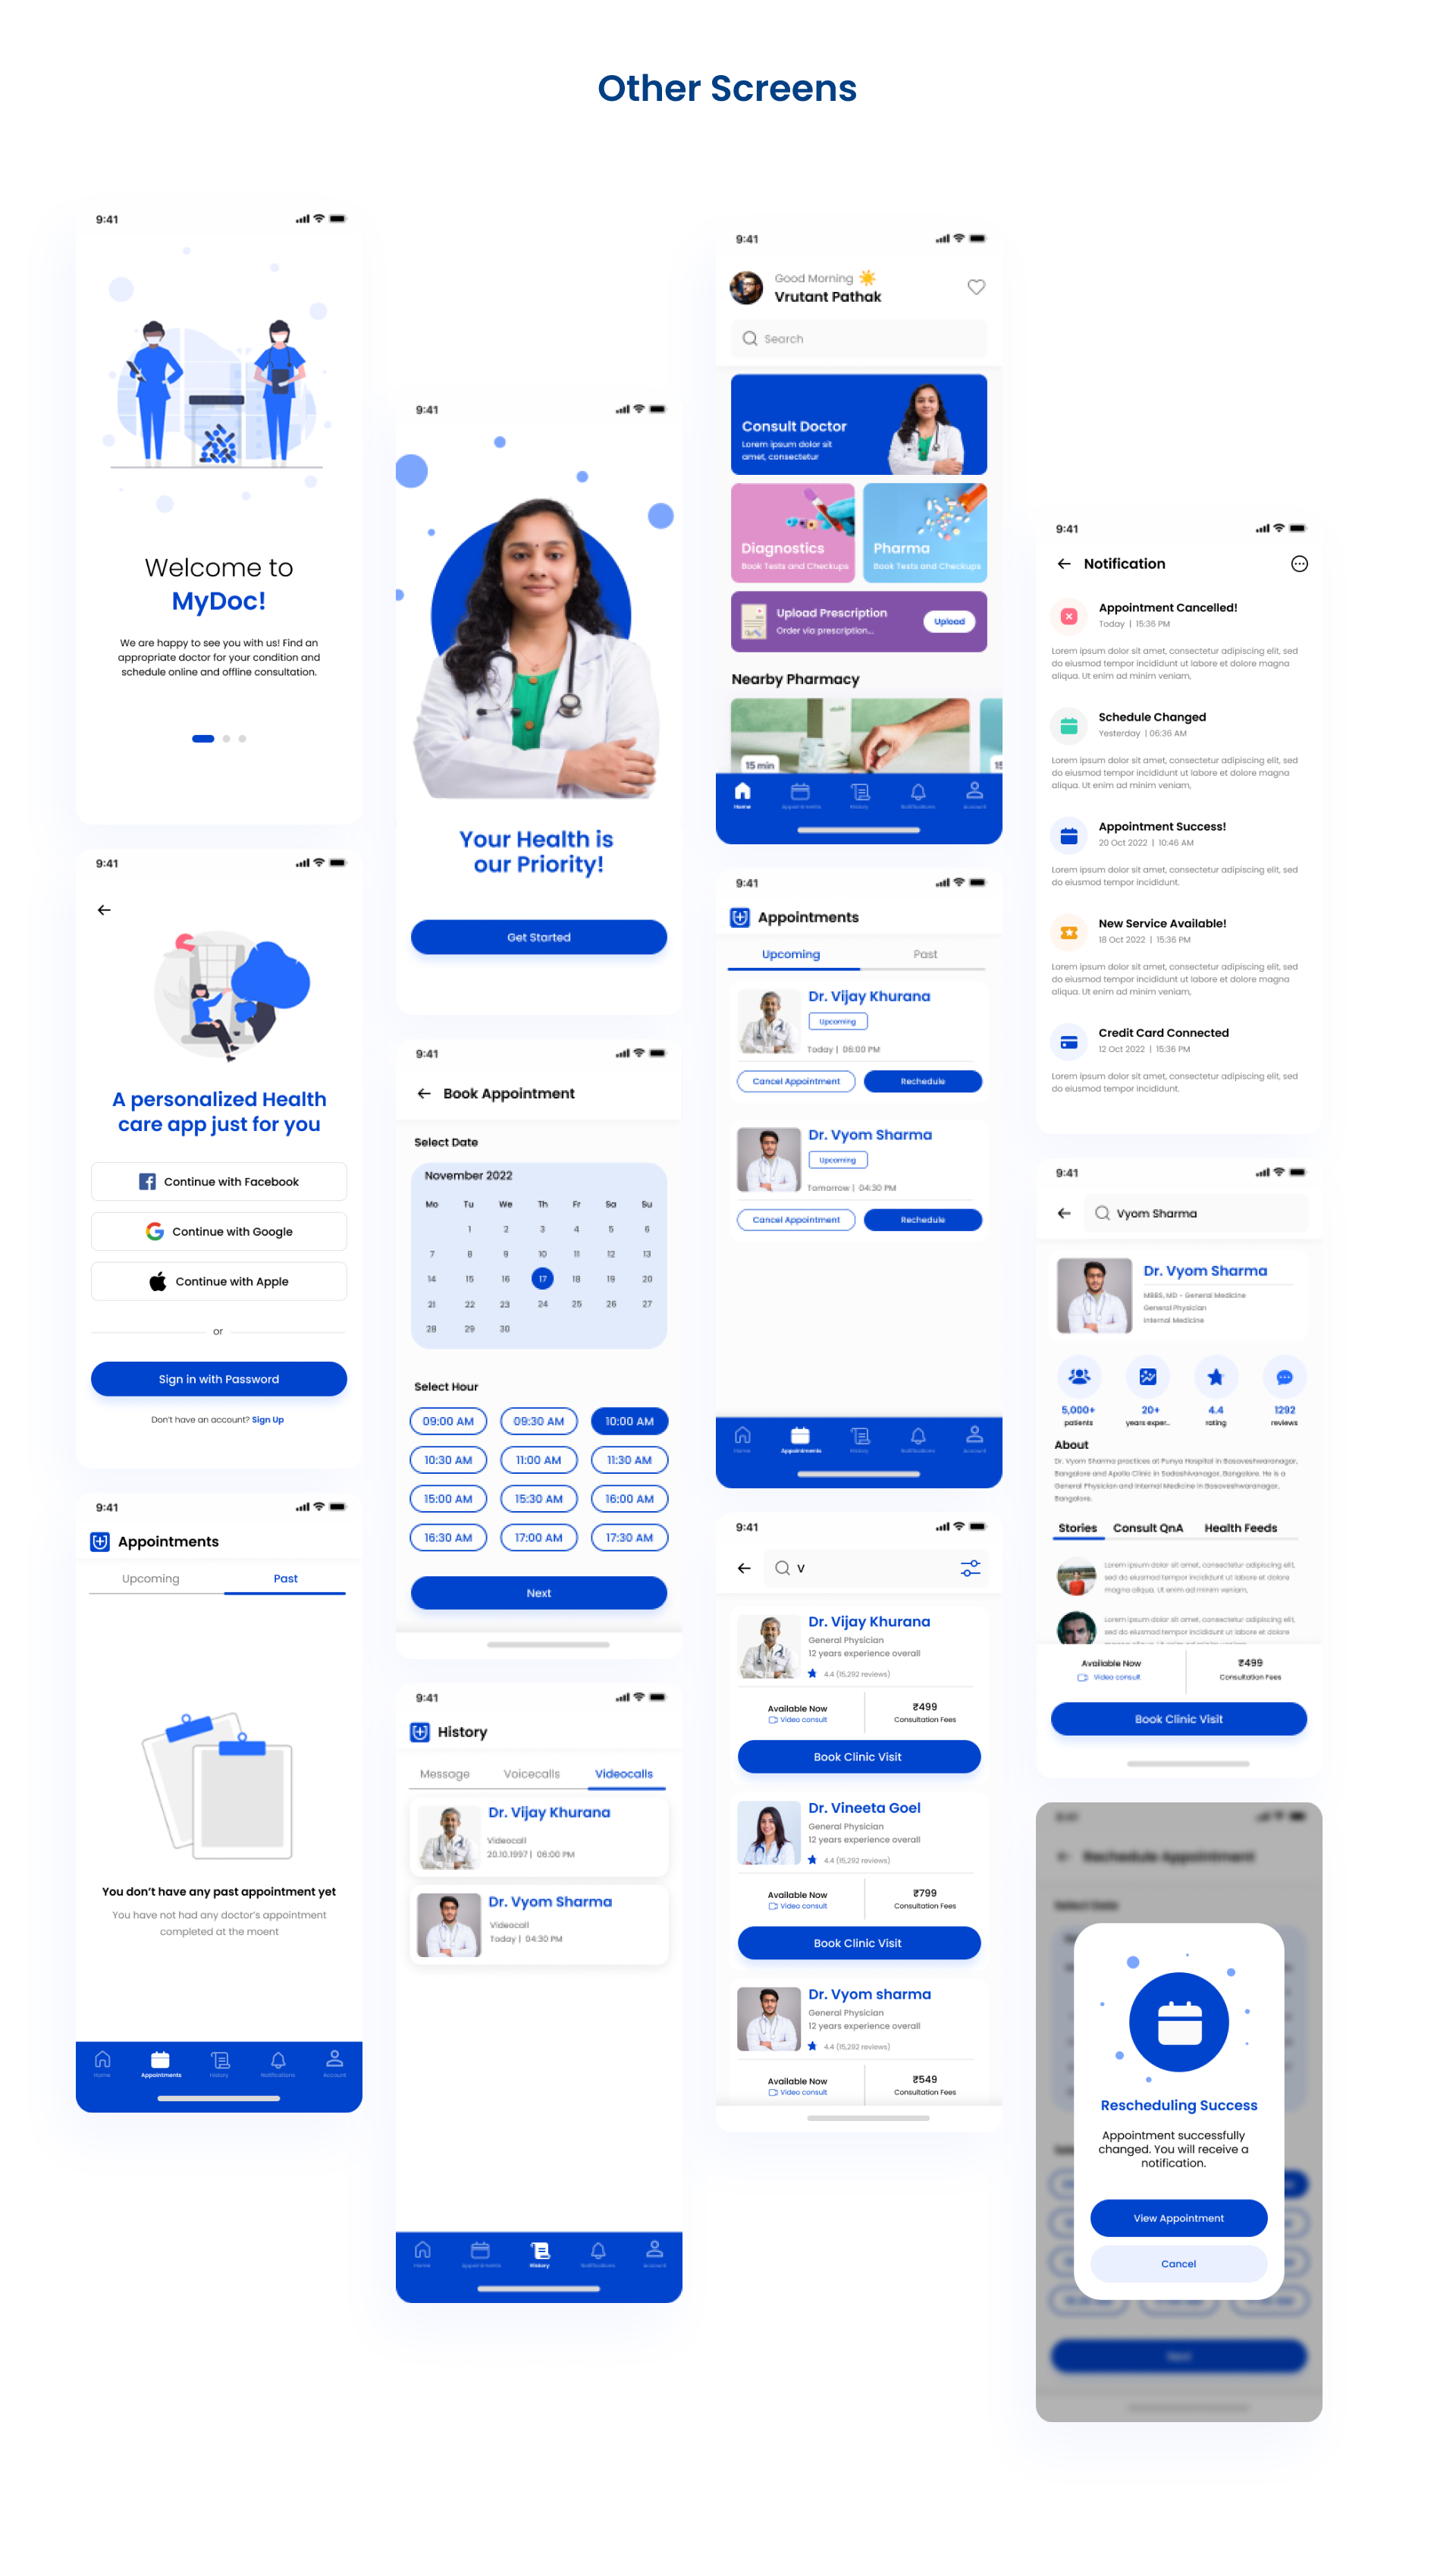 Other Screens
9:41
Welcome to
MyDoc!
We are happy to see you with us! Find an
appropriate doctor for your condition and
schedule online and offline consultation.
9:41
A personalized Health
care app just for you
Continue with Facebook
Continue with Google
Continue with Apple
or
Sign in with Password
Don't have an account? Sign Up
9:41
Appointments
Upcoming Past
You don't have any past appointment yet
You have not had any doctor's appointment
completed at the moent
Home Appointments History Notifications Account
9:41
Your Health is
our Priority!
Get Started
9:41
Book Appointment
Select Date
November 2022
Mo Tu We Th Fr Sa Su
1 2 3 4 5 6
7 8 9 10 11 12 13
14 15 16 17 18 19 20
21 22 23 24 25 26 27
28 29 30
Select Hour
09:00 AM 09:30 AM 10:00 AM
10:30 AM 11:00 AM 11:30 AM
15:00 AM 15:30 AM 16:00 AM
16:30 AM 17:00 AM 17:30 AM
Next
9:41
History
Message Voicecalls Videocalls
Dr. Vijay Khurana
Videocall
20.10.1997 | 06:00 PM
Dr. Vyom Sharma
Videocall
Today | 04:30 PM
Home Appointments History Notifications Account
9:41
Good Morning
Vrutant Pathak
Search
Consult Doctor
Lorem ipsum dolor sit
amet, consectetur
Diagnostics
Book Tests and Checkups
Pharma
Book Tests and Checkups
Upload Prescription
Order via prescription...
Upload
Nearby Pharmacy
15 min
15
Home Appointments History Notifications Account
9:41
Appointments
Upcoming Past
Dr. Vijay Khurana
Upcoming
Today | 06:00 PM
Cancel Appointment Rechedule
Dr. Vyom Sharma
Upcoming
Tomorrow | 04:30 PM
Cancel Appointment Rechedule
Home Appointments History Notifications Account
9:41
V
Dr. Vijay Khurana
General Physician
12 years experience overall
4.4 (15,292 reviews)
Available Now ₹499
Video consult Consultation Fees
Book Clinic Visit
Dr. Vineeta Goel
General Physician
12 years experience overall
4.4 (15,292 reviews)
Available Now ₹799
Video consult Consultation Fees
Book Clinic Visit
Dr. Vyom sharma
General Physician
12 years experience overall
4.4 (15,292 reviews)
Available Now ₹549
Video consult Consultation Fees
9:41
Notification
Appointment Cancelled!
Today | 15:36 PM
Lorem ipsum dolor sit amet, consectetur adipiscing elit, sed
do eiusmod tempor incididunt ut labore et dolore magna
aliqua. Ut enim ad minim veniam,
Schedule Changed
Yesterday | 06:36 AM
Lorem ipsum dolor sit amet, consectetur adipiscing elit, sed
do eiusmod tempor incididunt ut labore et dolore magna
aliqua. Ut enim ad minim veniam,
Appointment Success!
20 Oct 2022 | 10:46 AM
Lorem ipsum dolor sit amet, consectetur adipiscing elit, sed
do eiusmod tempor incididunt.
New Service Available!
18 Oct 2022 | 15:36 PM
Lorem ipsum dolor sit amet, consectetur adipiscing elit, sed
do eiusmod tempor incididunt ut labore et dolore magna
aliqua. Ut enim ad minim veniam,
Credit Card Connected
12 Oct 2022 | 15:36 PM
Lorem ipsum dolor sit amet, consectetur adipiscing elit, sed
do eiusmod tempor incididunt.
9:41
Vyom Sharma
Dr. Vyom Sharma
MBBS, MD - General Medicine
General Physician
Internal Medicine
5,000+ 20+ 4.4 1292
patients years exper.. rating reviews
About
Dr. Vyom Sharma practices at Punya Hospital in Basaveshwaranagar,
Bangalore and Apollo Clinic in Sadashivanagar, Bangalore. He is a
General Physician and Internal Medicine in Basaveshwaranagar,
Bangalore.
Stories Consult QnA Health Feeds
Lorem ipsum dolor sit amet, consectetur adipiscing elit,
sed do eiusmod tempor incididunt ut labore et dolore
magna aliqua. Ut enim ad minim veniam,
Lorem ipsum dolor sit amet, consectetur adipiscing elit,
sed do eiusmod tempor incididunt ut labore et dolore
Available Now ₹499
Video consult Consultation Fees
Book Clinic Visit
Rechedule Appointment
Rescheduling Success
Appointment successfully
changed. You will receive a
notification.
View Appointment
Cancel